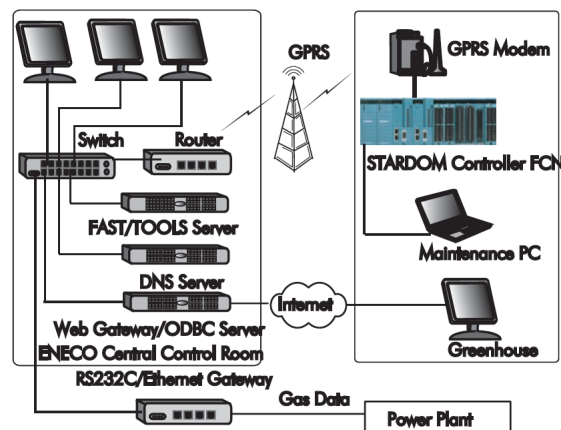 GPRS
GPRS Modem
Switch
Router
STARDOM Controller FCN
FAST/TOOLS Server
Maintenance PC
DNS Server
Internet
Web Gateway/ODBC Server
ENECO Central Control Room
Greenhouse
RS232C/Ethernet Gateway
Gas Data
Power Plant